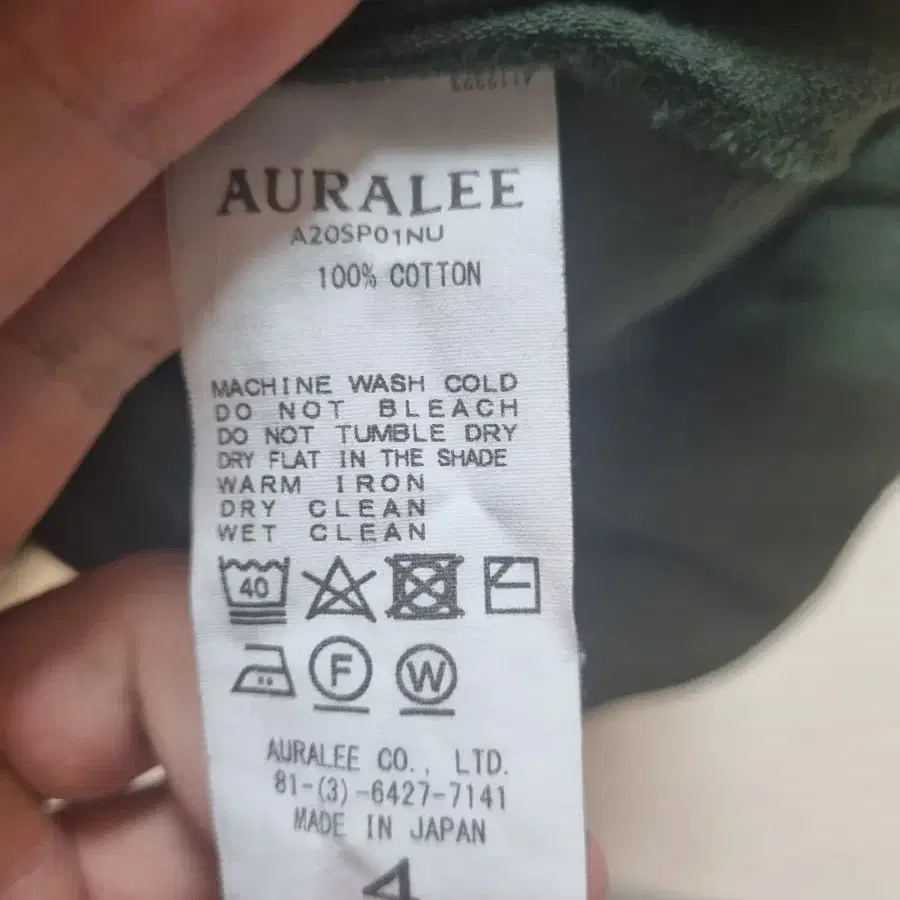 AURALEE
A20SP01NU
100% COTTON
MACHINE WASH COLD
DO NOT BLEACH
DO NOT TUMBLE DRY
DRY FLAT IN THE SHADE
WARM IRON
DRY CLEAN
WET CLEAN
40
F W
AURALEE CO., LTD.
81-(3)-6427-7141
MADE IN JAPAN
4